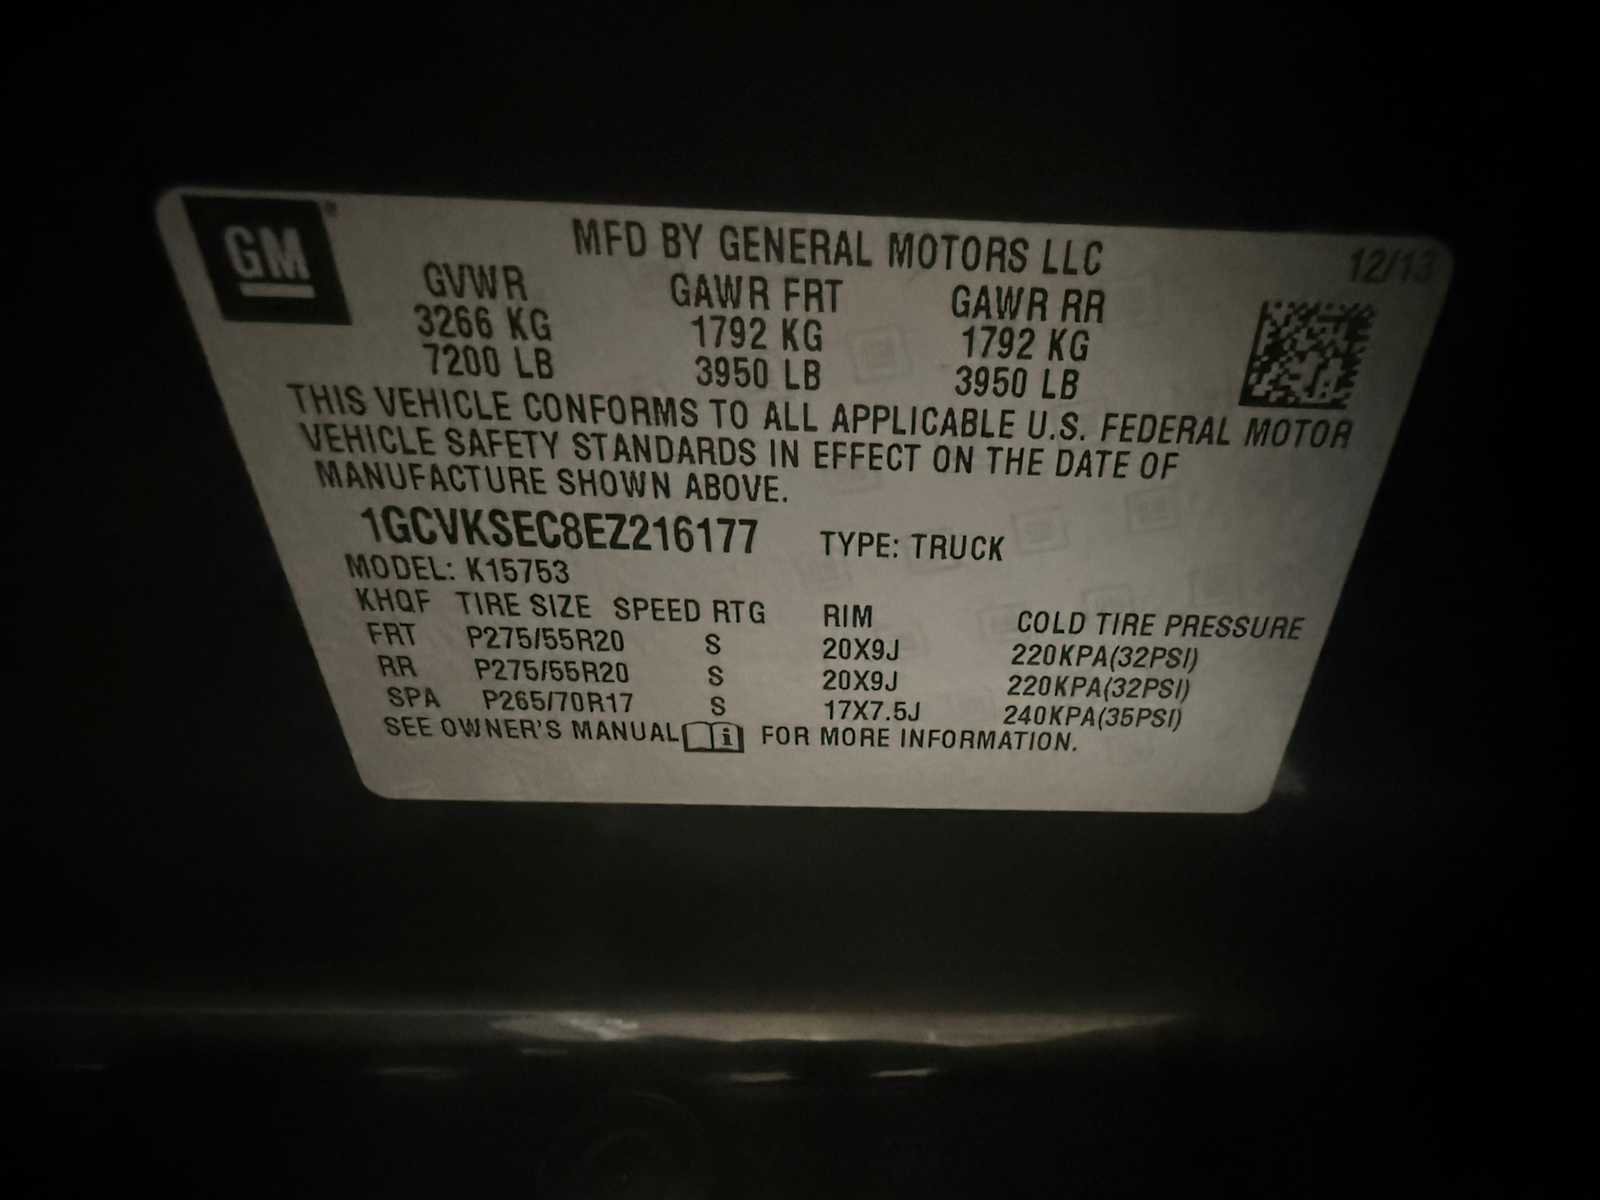 GM®
MFD BY GENERAL MOTORS LLC 12/13
GVWR GAWR FRT GAWR RR
3266 KG 1792 KG 1792 KG
7200 LB 3950 LB 3950 LB
THIS VEHICLE CONFORMS TO ALL APPLICABLE U.S. FEDERAL MOTOR
VEHICLE SAFETY STANDARDS IN EFFECT ON THE DATE OF
MANUFACTURE SHOWN ABOVE.
1GCVKSEC8EZ216177 TYPE: TRUCK
MODEL: K15753
KHQF TIRE SIZE SPEED RTG RIM COLD TIRE PRESSURE
FRT P275/55R20 S 20X9J 220KPA(32PSI)
RR P275/55R20 S 20X9J 220KPA(32PSI)
SPA P265/70R17 S 17X7.5J 240KPA(35PSI)
SEE OWNER'S MANUAL i FOR MORE INFORMATION.